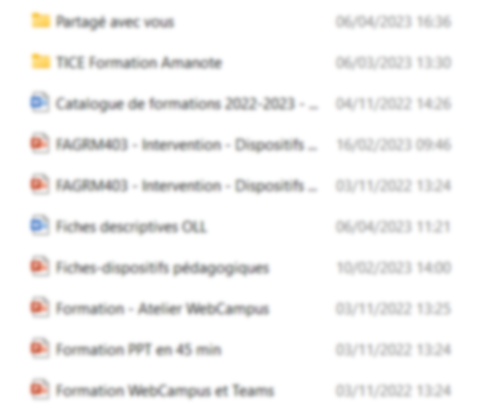 Partagé avec vous 06/04/2023 16:36
TICE Formation Amanote 06/03/2023 13:30
Catalogue de formations 2022-2023 - ... 04/11/2022 14:26
FAGRM403 - Intervention - Dispositifs ... 16/02/2023 09:46
FAGRM403 - Intervention - Dispositifs ... 03/11/2022 13:24
Fiches descriptives OLL 06/04/2023 11:21
Fiches-dispositifs pédagogiques 10/02/2023 14:00
Formation - Atelier WebCampus 03/11/2022 13:25
Formation PPT en 45 min 03/11/2022 13:24
Formation WebCampus et Teams 03/11/2022 13:24